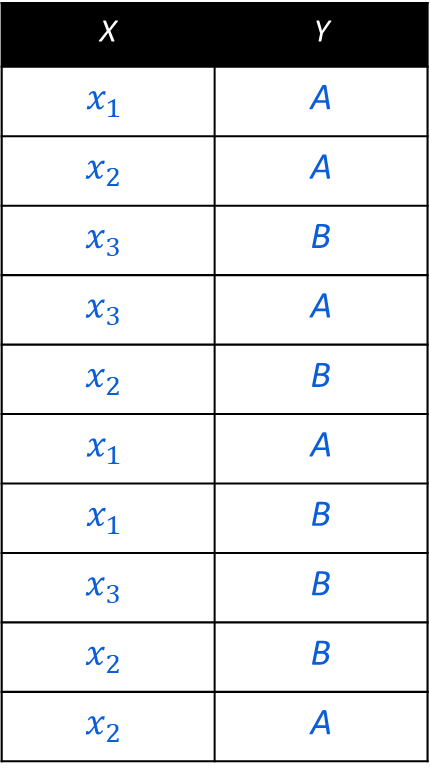 X Y
x₁ A
x₂ A
x₃ B
x₃ A
x₂ B
x₁ A
x₁ B
x₃ B
x₂ B
x₂ A